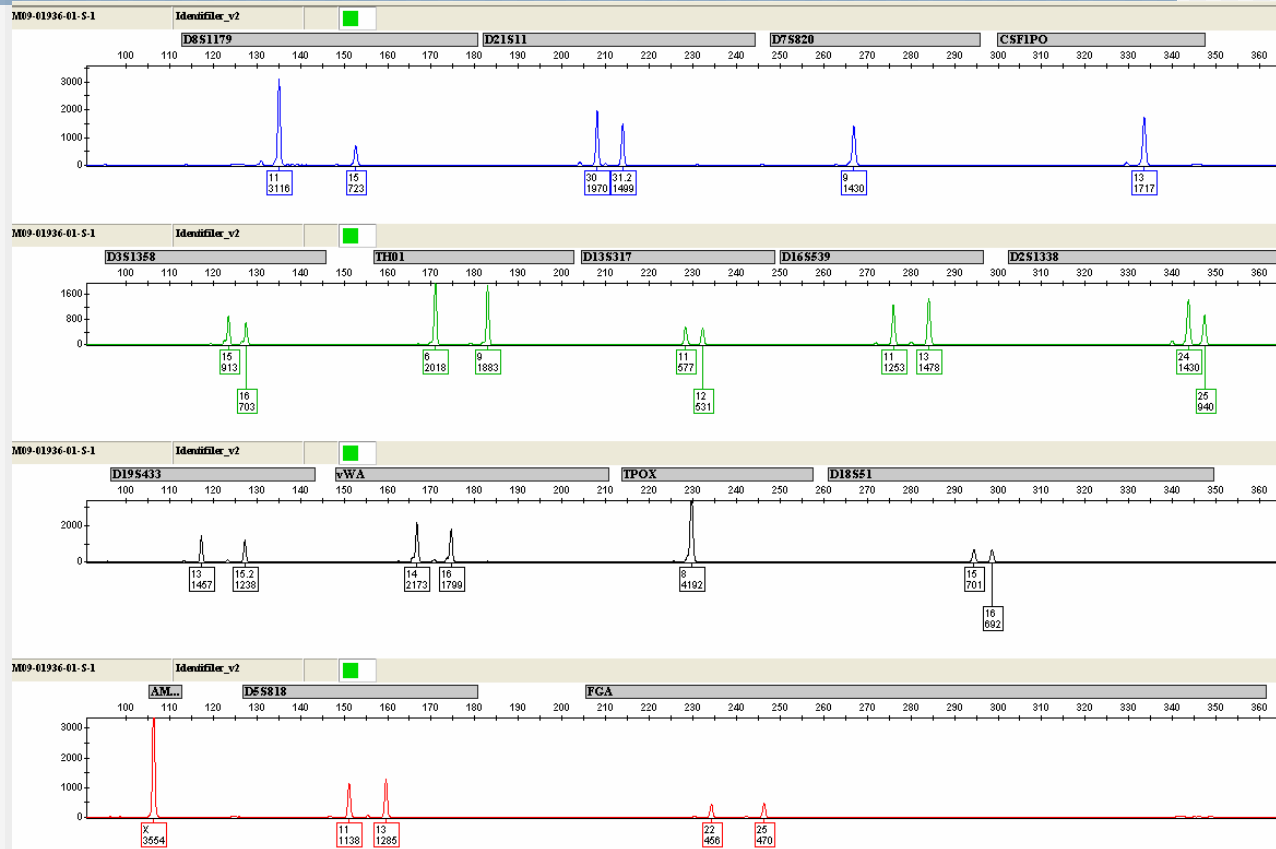 M09-01936-01-S-1 Identifiler_v2
D8S1179 D21S11 D7S820 CSF1PO
100 110 120 130 140 150 160 170 180 190 200 210 220 230 240 250 260 270 280 290 300 310 320 330 340 350 360
3000
2000
1000
0
11 15 30 31.2 9 13
3116 723 1970 1499 1430 1717
M09-01936-01-S-1 Identifiler_v2
D3S1358 TH01 D13S317 D16S539 D2S1338
100 110 120 130 140 150 160 170 180 190 200 210 220 230 240 250 260 270 280 290 300 310 320 330 340 350 360
1600
800
0
15 6 9 11 11 13 24
913 2018 1883 577 1253 1478 1430
16 12 25
703 531 940
M09-01936-01-S-1 Identifiler_v2
D19S433 vWA TPOX D18S51
100 110 120 130 140 150 160 170 180 190 200 210 220 230 240 250 260 270 280 290 300 310 320 330 340 350 360
2000
0
13 15.2 14 16 8 15
1457 1238 2173 1799 4192 701
16
692
M09-01936-01-S-1 Identifiler_v2
AM... D5S818 FGA
100 110 120 130 140 150 160 170 180 190 200 210 220 230 240 250 260 270 280 290 300 310 320 330 340 350 360
3000
2000
1000
0
X 11 13 22 25
3554 1138 1285 456 470